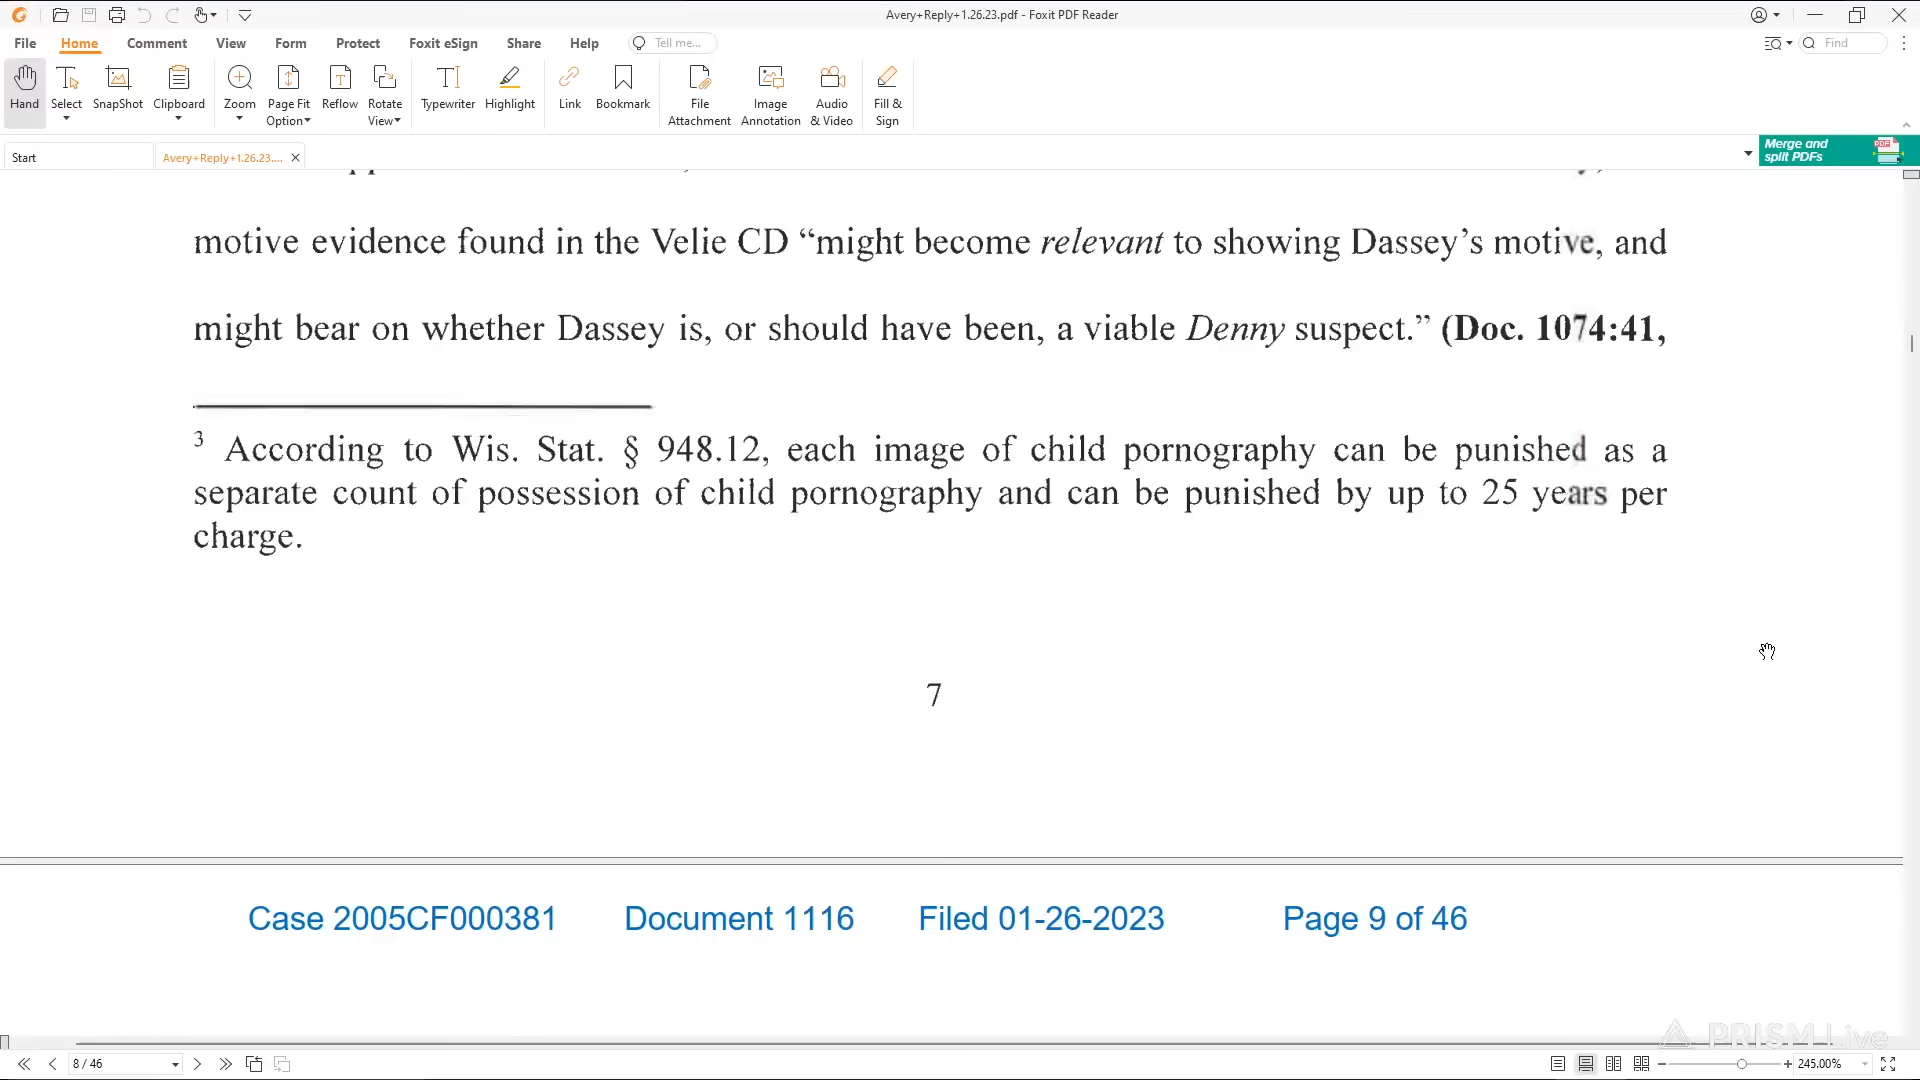 Avery+Reply+1.26.23.pdf - Foxit PDF Reader
File Home Comment View Form Protect Foxit eSign Share Help Tell me... Find
Hand Select SnapShot Clipboard Zoom Page Fit Option Reflow Rotate View Typewriter Highlight Link Bookmark File Attachment Image Annotation Audio & Video Fill & Sign
Start Avery+Reply+1.26.23....
Merge and
split PDFs
PDF
motive evidence found in the Velie CD “might become relevant to showing Dassey’s motive, and
might bear on whether Dassey is, or should have been, a viable Denny suspect.” (Doc. 1074:41,
3 According to Wis. Stat. § 948.12, each image of child pornography can be punished as a
separate count of possession of child pornography and can be punished by up to 25 years per
charge.
7
Case 2005CF000381 Document 1116 Filed 01-26-2023 Page 9 of 46
PRISM Live
8 / 46 245.00%